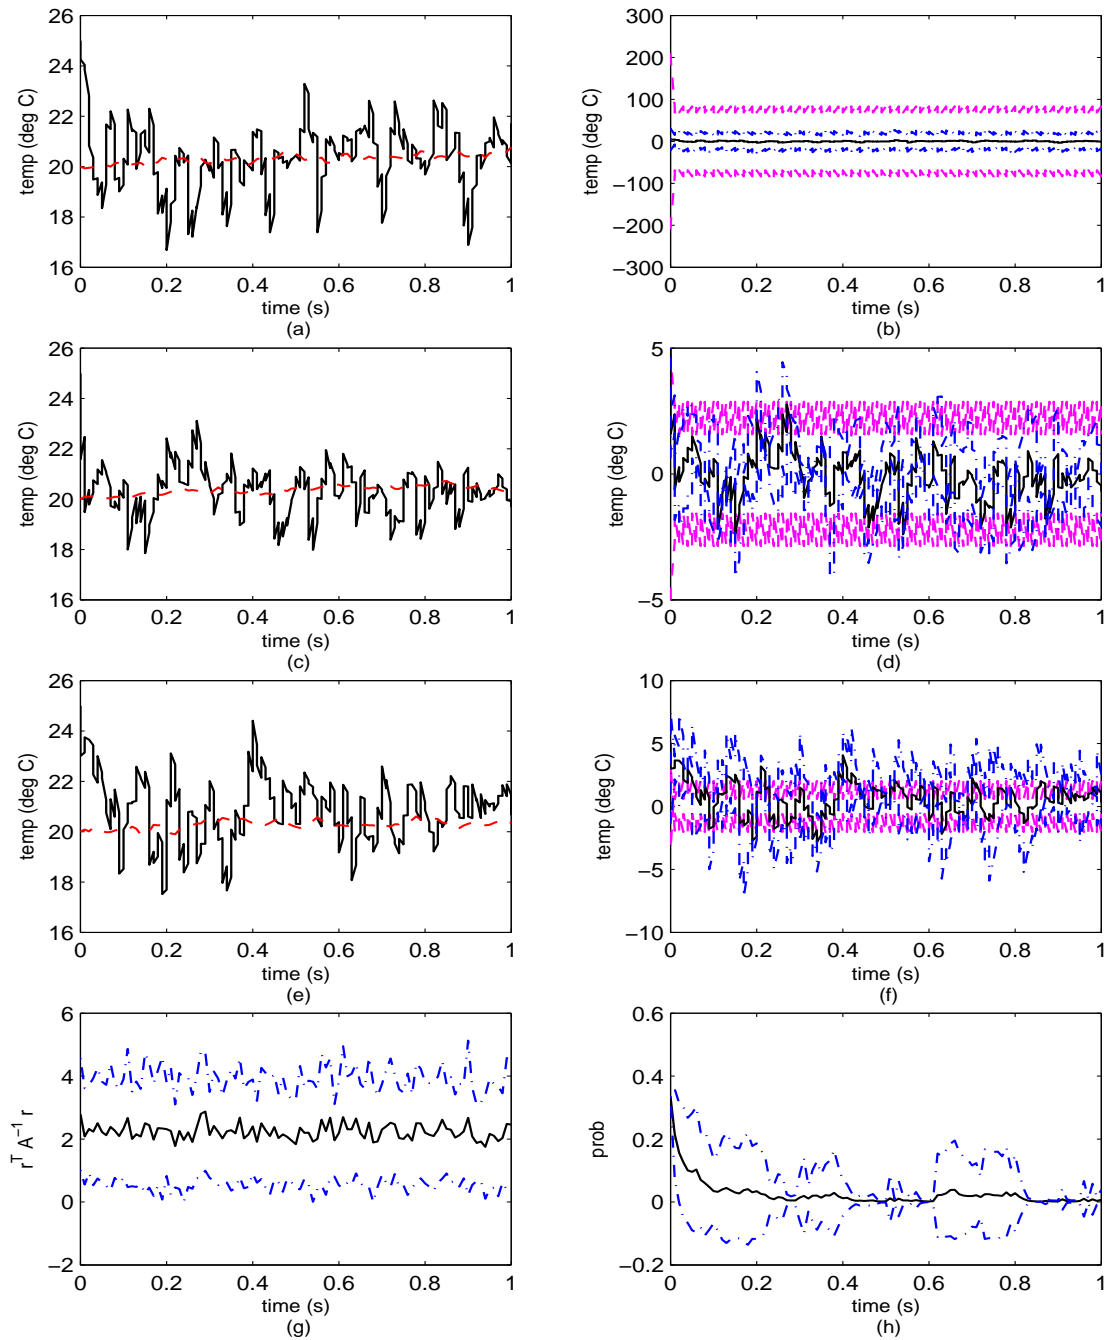 26
24
22
20
18
16
temp (deg C)
0 0.2 0.4 0.6 0.8 1
time (s)
(a)
300
200
100
0
−100
−200
−300
temp (deg C)
0 0.2 0.4 0.6 0.8 1
time (s)
(b)
26
24
22
20
18
16
temp (deg C)
0 0.2 0.4 0.6 0.8 1
time (s)
(c)
5
0
−5
temp (deg C)
0 0.2 0.4 0.6 0.8 1
time (s)
(d)
26
24
22
20
18
16
temp (deg C)
0 0.2 0.4 0.6 0.8 1
time (s)
(e)
10
5
0
−5
−10
temp (deg C)
0 0.2 0.4 0.6 0.8 1
time (s)
(f)
6
4
2
0
−2
r^T A^−1 r
0 0.2 0.4 0.6 0.8 1
time (s)
(g)
0.6
0.4
0.2
0
−0.2
prob
0 0.2 0.4 0.6 0.8 1
time (s)
(h)